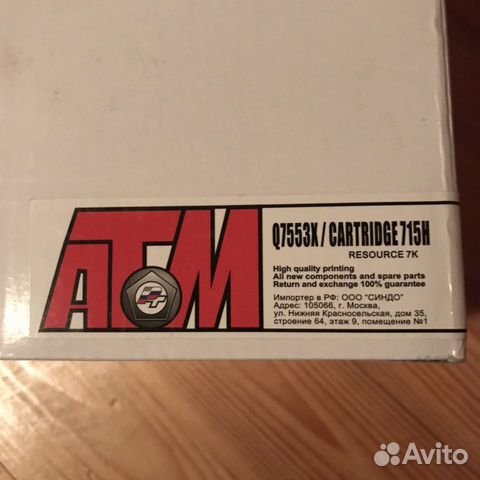 ATM
Q7553X / CARTRIDGE 715H
RESOURCE 7K
High quality printing
All new components and spare parts
Return and exchange 100% guarantee
Импортер в РФ: ООО "СИНДО"
Адрес: 105066, г. Москва,
ул. Нижняя Красносельская, дом 35,
строение 64, этаж 9, помещение №1
Avito